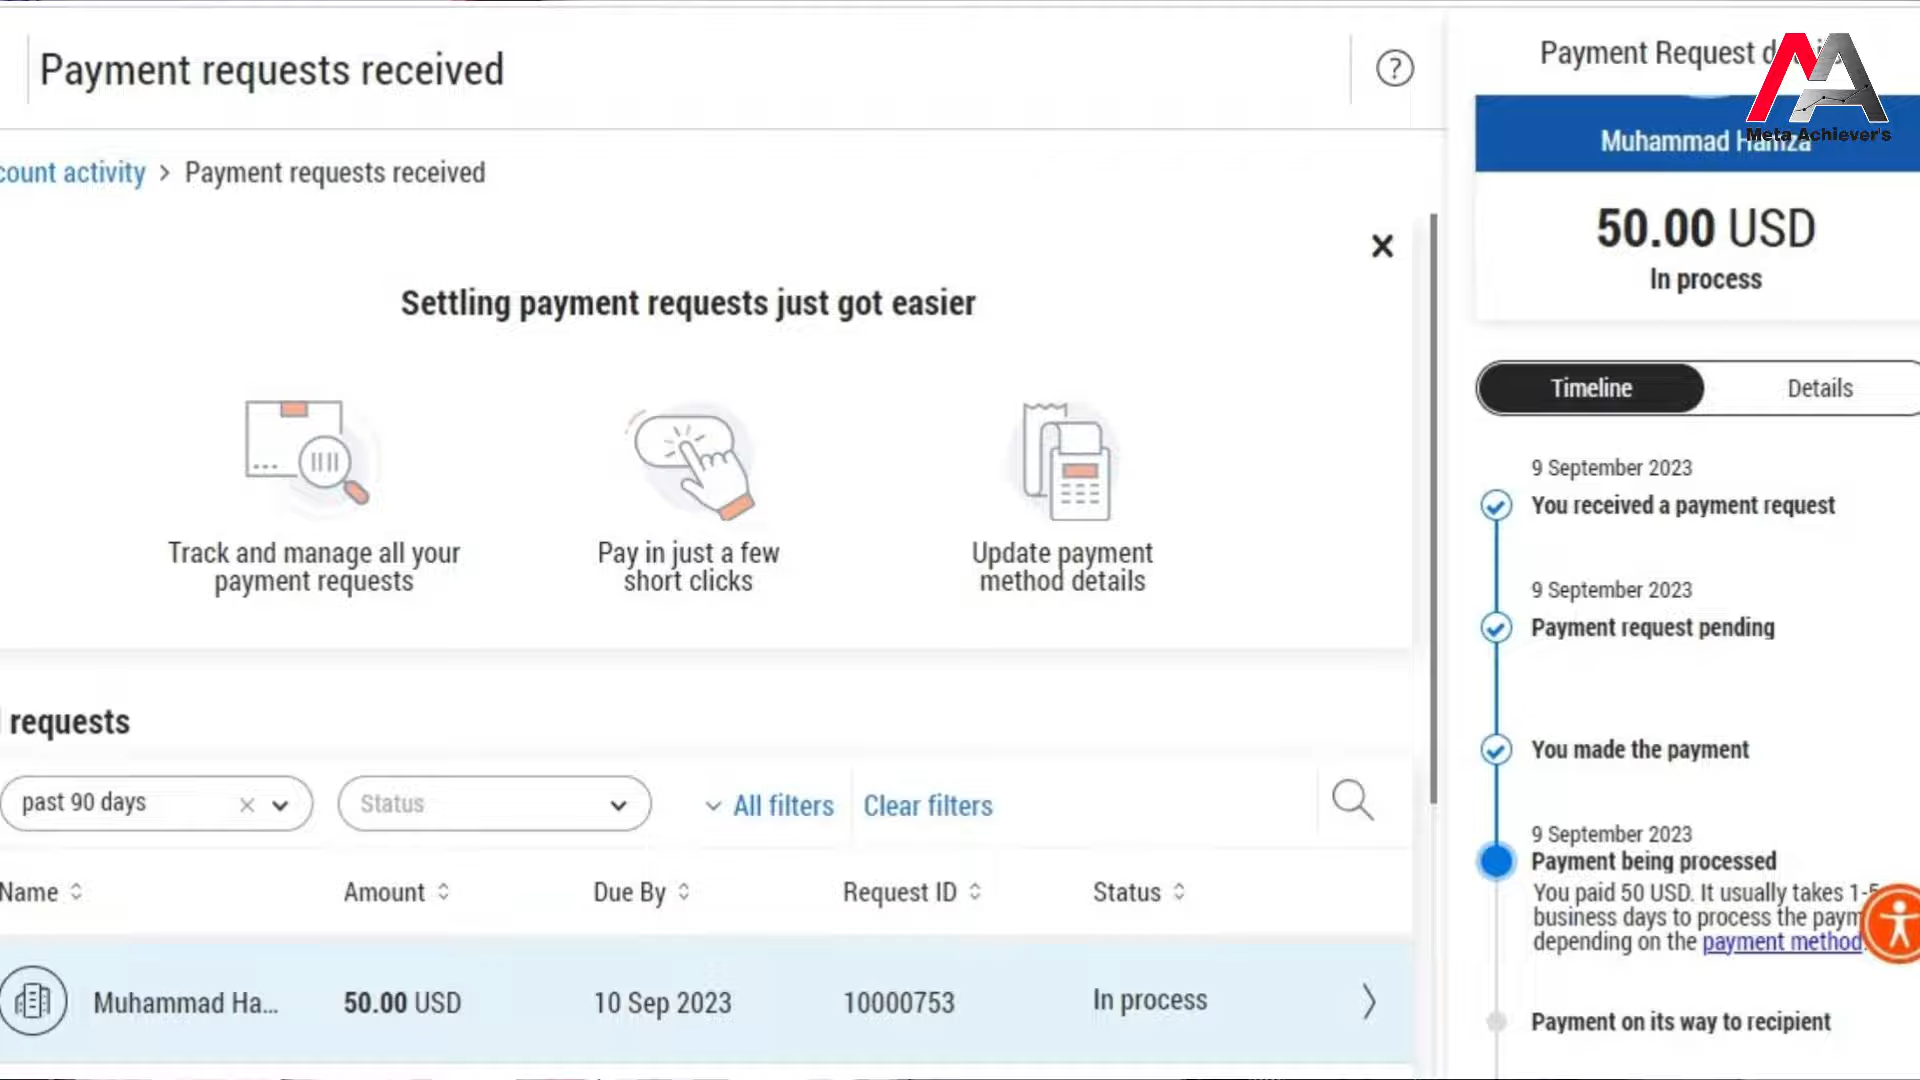 Payment requests received
?
count activity > Payment requests received
Settling payment requests just got easier
Track and manage all your
payment requests
Pay in just a few
short clicks
Update payment
method details
requests
past 90 days
Status
All filters
Clear filters
Name
Amount
Due By
Request ID
Status
Muhammad Ha...
50.00 USD
10 Sep 2023
10000753
In process
Payment Request
Meta Achiever's
Muhammad Hamza
50.00 USD
In process
Timeline
Details
9 September 2023
You received a payment request
9 September 2023
Payment request pending
You made the payment
9 September 2023
Payment being processed
You paid 50 USD. It usually takes 1-5
business days to process the paym
depending on the payment method.
Payment on its way to recipient